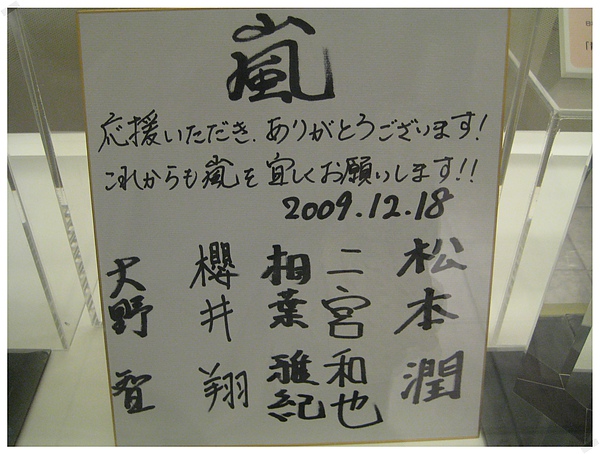 嵐
応援いただき、ありがとうございます!
これからも嵐を宜しくお願いします!!
2009.12.18
松本潤
二宮和也
相葉雅紀
櫻井翔
大野智